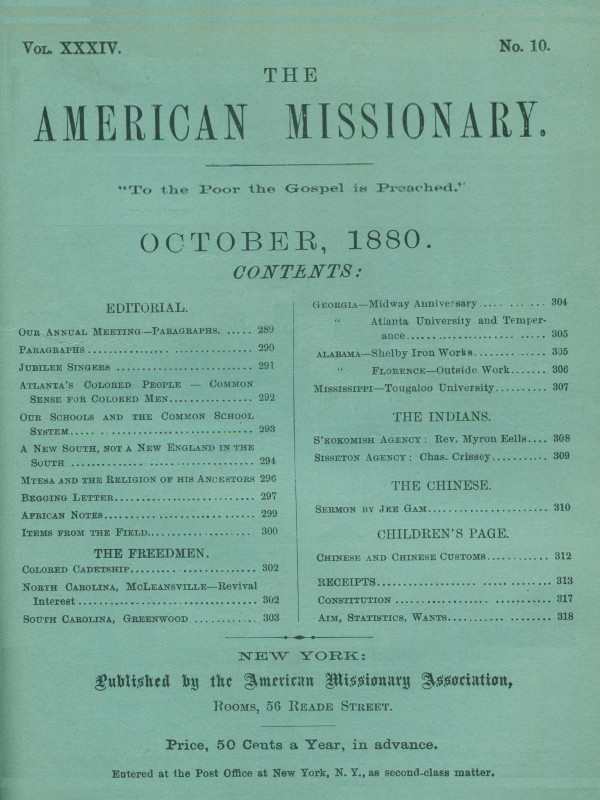 Vol. XXXIV. No. 10.
THE
AMERICAN MISSIONARY.
"To the Poor the Gospel is Preached."
OCTOBER, 1880.
CONTENTS:
EDITORIAL.
Our Annual Meeting—Paragraphs. ..... 289
Paragraphs .............................. 290
Jubilee Singers ......................... 291
Atlanta's Colored People — Common
Sense for Colored Men................ 292
Our Schools and the Common School
System................................... 293
A New South, not a New England in the
South .................................... 294
Mtesa and the Religion of his Ancestors 296
Begging Letter.......................... 297
African Notes........................... 299
Items from the Field.................... 300
THE FREEDMEN.
Colored Cadetship....................... 302
North Carolina, McLeansville—Revival
Interest ................................. 302
South Carolina, Greenwood ........... 303
Georgia—Midway Anniversary ............ 304
" Atlanta University and Temper-
ance.......................... 305
Alabama—Shelby Iron Works............. 305
" Florence—Outside Work....... 306
Mississippi—Tougaloo University.......... 307
THE INDIANS.
S'kokomish Agency: Rev. Myron Eells.... 308
Sisseton Agency: Chas. Crissey.......... 309
THE CHINESE.
Sermon by Jee Gam....................... 310
CHILDREN'S PAGE.
Chinese and Chinese Customs............ 312
RECEIPTS................................ 313
Constitution ............................ 317
Aim, Statistics, Wants................... 318
NEW YORK:
Published by the American Missionary Association,
Rooms, 56 Reade Street.
Price, 50 Cents a Year, in advance.
Entered at the Post Office at New York, N. Y., as second-class matter.